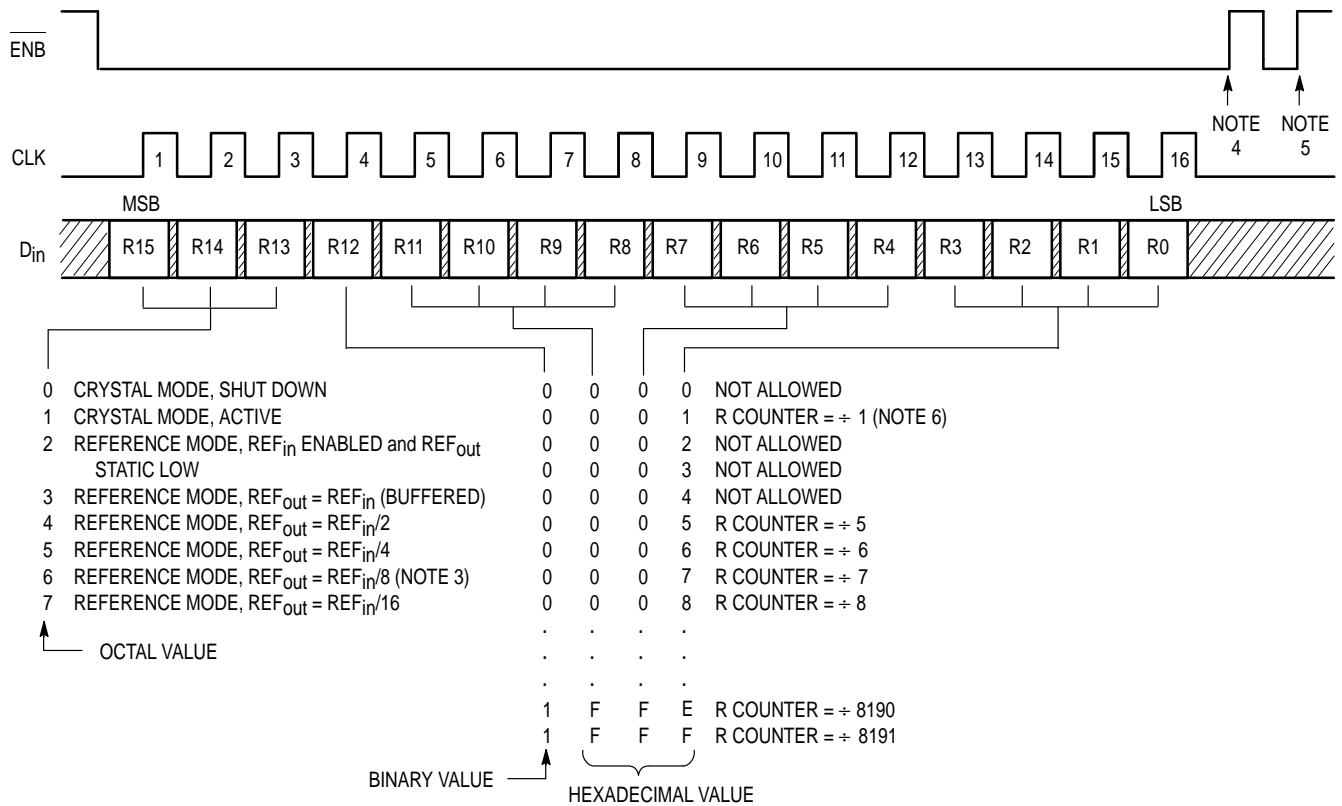 ENB
NOTE 4
NOTE 5
CLK
1 2 3 4 5 6 7 8 9 10 11 12 13 14 15 16
MSB LSB
Din R15 R14 R13 R12 R11 R10 R9 R8 R7 R6 R5 R4 R3 R2 R1 R0
0 CRYSTAL MODE, SHUT DOWN
1 CRYSTAL MODE, ACTIVE
2 REFERENCE MODE, REFin ENABLED and REFout
STATIC LOW
3 REFERENCE MODE, REFout = REFin (BUFFERED)
4 REFERENCE MODE, REFout = REFin/2
5 REFERENCE MODE, REFout = REFin/4
6 REFERENCE MODE, REFout = REFin/8 (NOTE 3)
7 REFERENCE MODE, REFout = REFin/16
OCTAL VALUE
0 0 0 0 NOT ALLOWED
0 0 0 1 R COUNTER = ÷ 1 (NOTE 6)
0 0 0 2 NOT ALLOWED
0 0 0 3 NOT ALLOWED
0 0 0 4 NOT ALLOWED
0 0 0 5 R COUNTER = ÷ 5
0 0 0 6 R COUNTER = ÷ 6
0 0 0 7 R COUNTER = ÷ 7
0 0 0 8 R COUNTER = ÷ 8
. . . .
. . . .
. . . .
1 F F E R COUNTER = ÷ 8190
1 F F F R COUNTER = ÷ 8191
BINARY VALUE
HEXADECIMAL VALUE